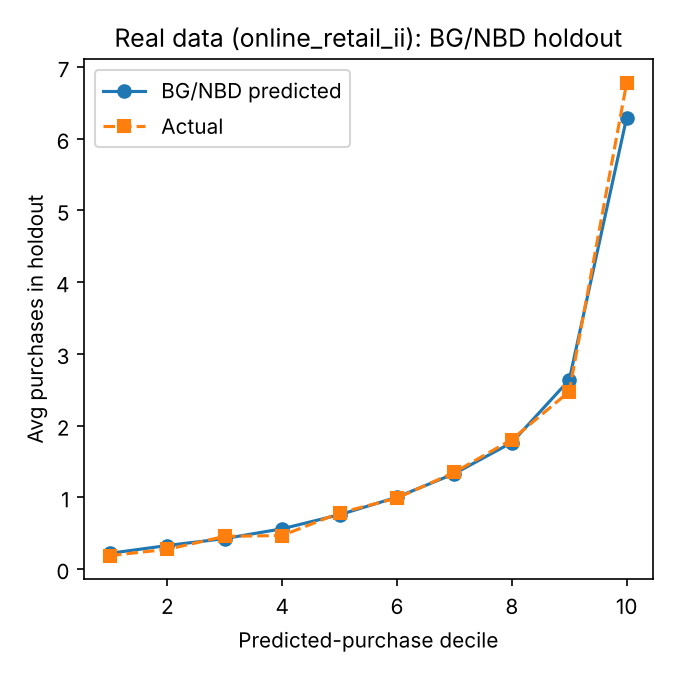 Real data (online_retail_ii): BG/NBD holdout
BG/NBD predicted
Actual
Avg purchases in holdout
7
6
5
4
3
2
1
0
2
4
6
8
10
Predicted-purchase decile